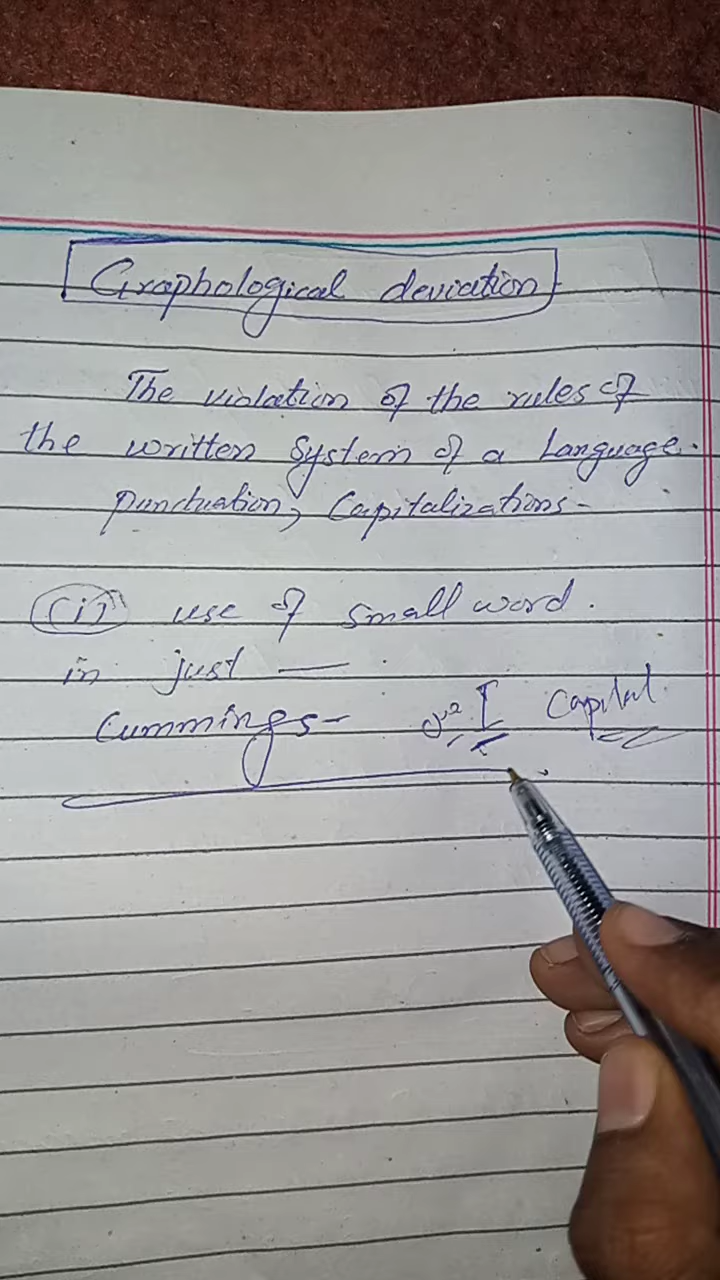 Graphological deviation
The violation of the rules of
the written system of a Language.
punctuation, Capitalizations-
(i) use of small word.
in just —
Cummings- I Capital